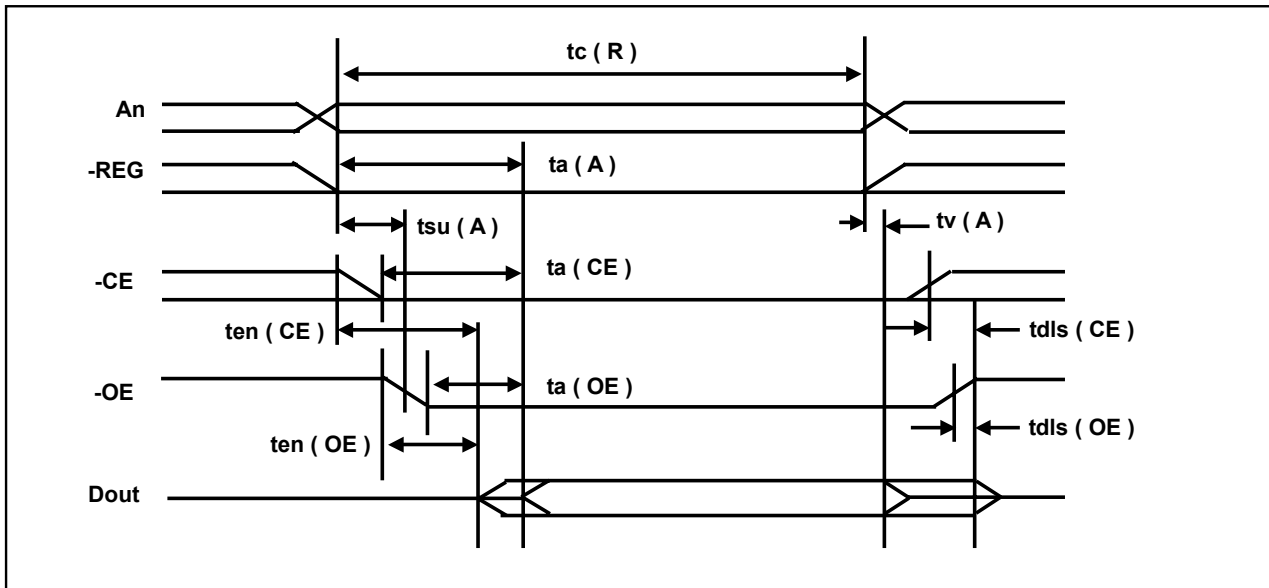 tc ( R )
An
-REG
ta ( A )
tsu ( A )
tv ( A )
-CE
ta ( CE )
ten ( CE )
tdls ( CE )
-OE
ta ( OE )
ten ( OE )
tdls ( OE )
Dout